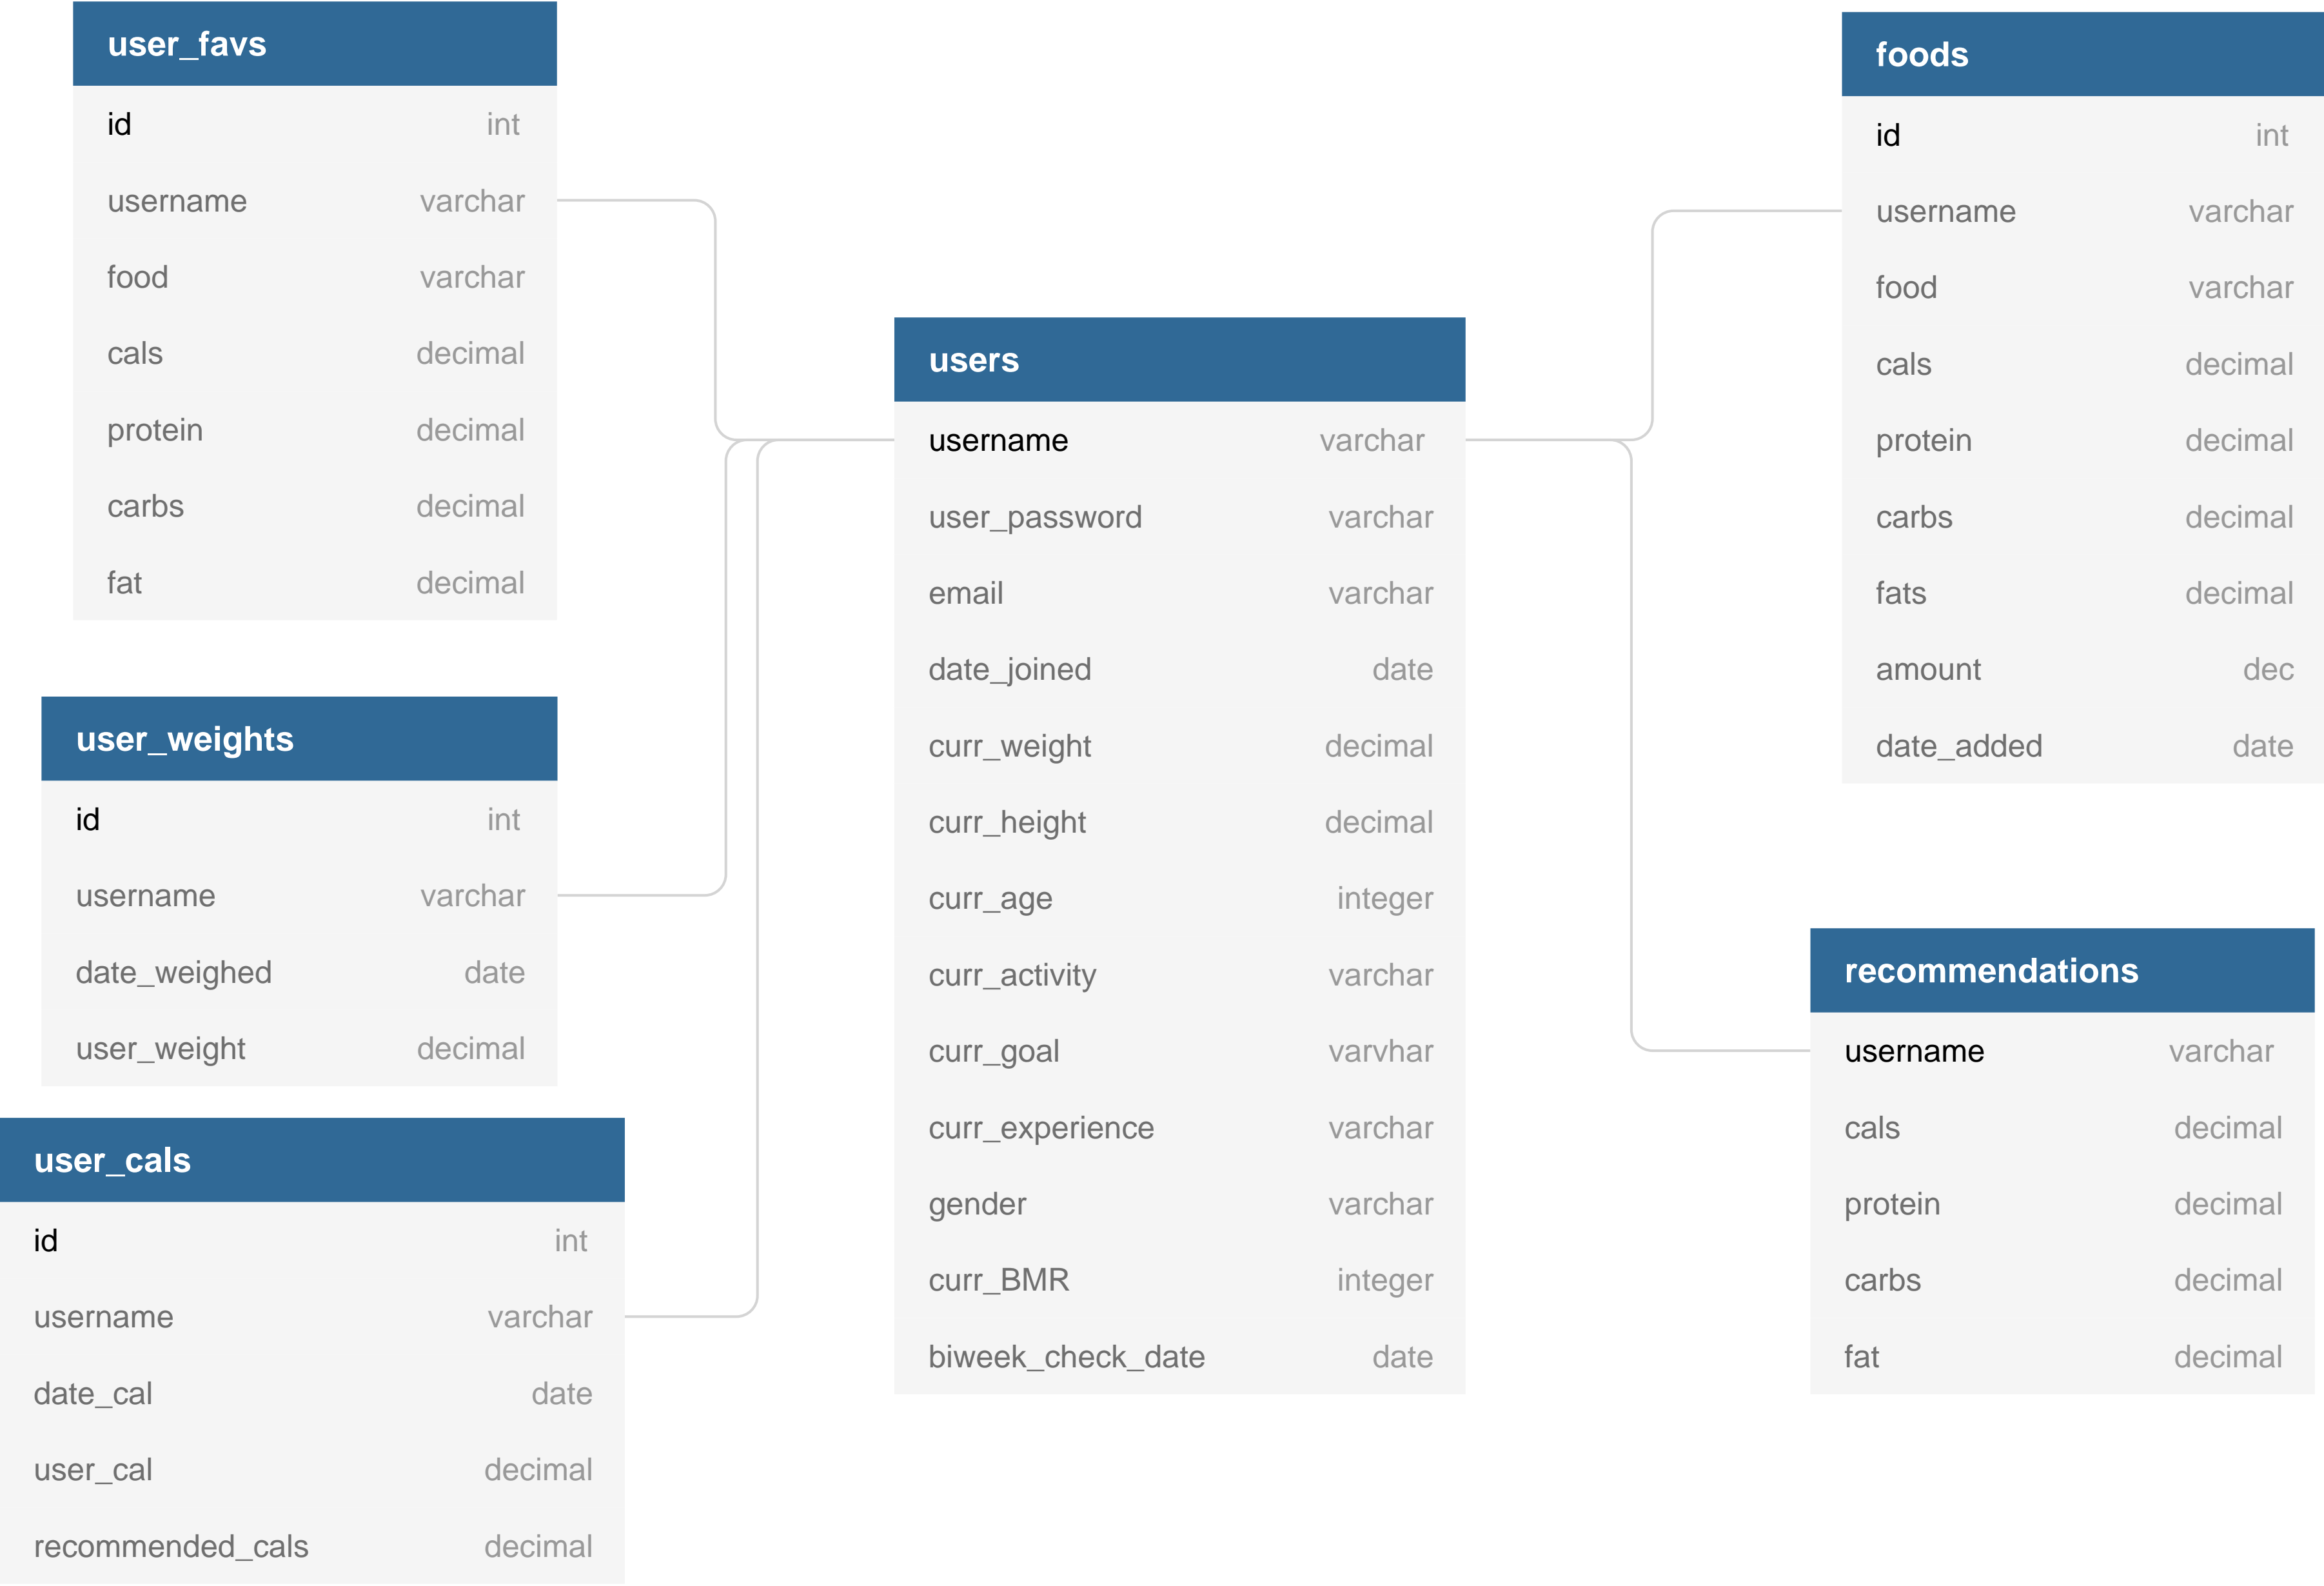 user_favs
id int
username varchar
food varchar
cals decimal
protein decimal
carbs decimal
fat decimal
user_weights
id int
username varchar
date_weighed date
user_weight decimal
user_cals
id int
username varchar
date_cal date
user_cal decimal
recommended_cals decimal
users
username varchar
user_password varchar
email varchar
date_joined date
curr_weight decimal
curr_height decimal
curr_age integer
curr_activity varchar
curr_goal varvhar
curr_experience varchar
gender varchar
curr_BMR integer
biweek_check_date date
foods
id int
username varchar
food varchar
cals decimal
protein decimal
carbs decimal
fats decimal
amount dec
date_added date
recommendations
username varchar
cals decimal
protein decimal
carbs decimal
fat decimal